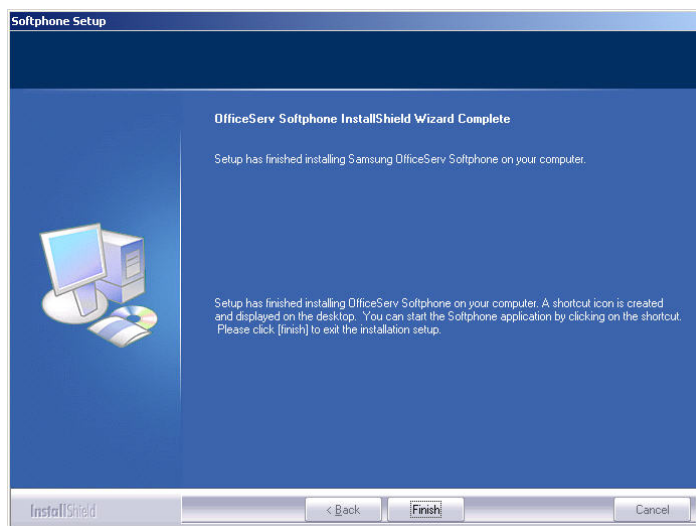 Softphone Setup
OfficeServ Softphone InstallShield Wizard Complete
Setup has finished installing Samsung OfficeServ Softphone on your computer.
Setup has finished installing OfficeServ Softphone on your computer. A shortcut icon is created
and displayed on the desktop. You can start the Softphone application by clicking on the shortcut.
Please click [finish] to exit the installation setup.
InstallShield
< Back
Finish
Cancel